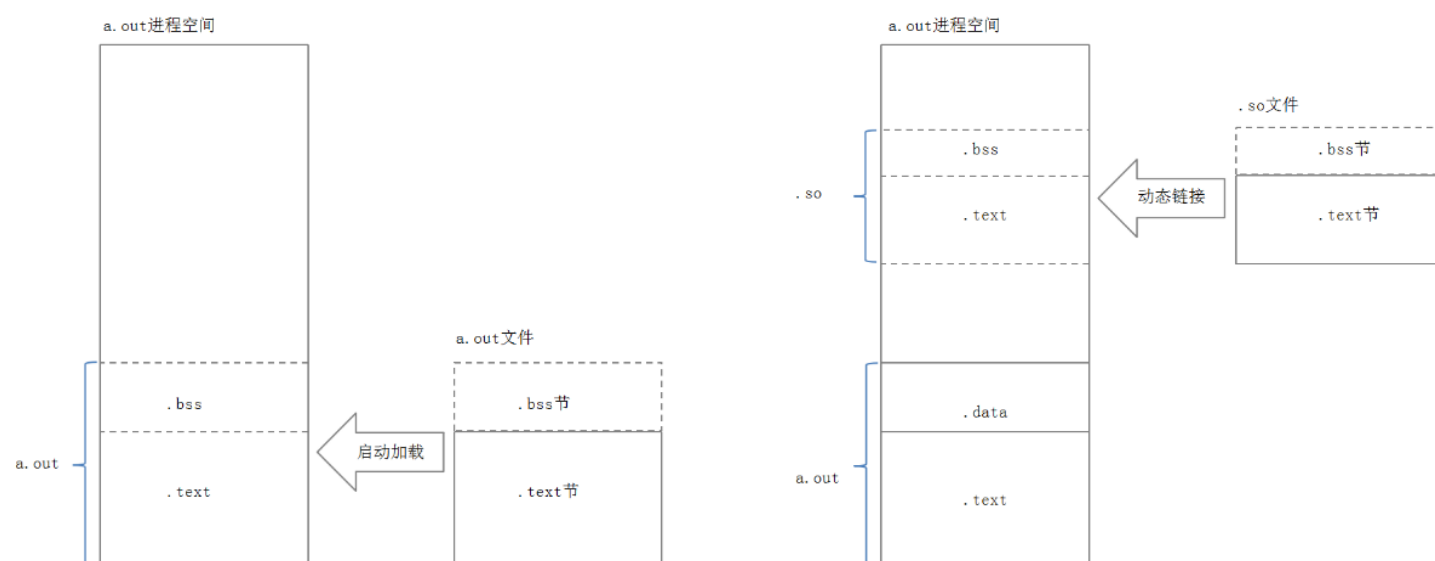 a.out进程空间
.bss
.text
a.out
启动加载
a.out文件
.bss节
.text节
a.out进程空间
.bss
.text
.so
动态链接
.so文件
.bss节
.text节
.data
.text
a.out